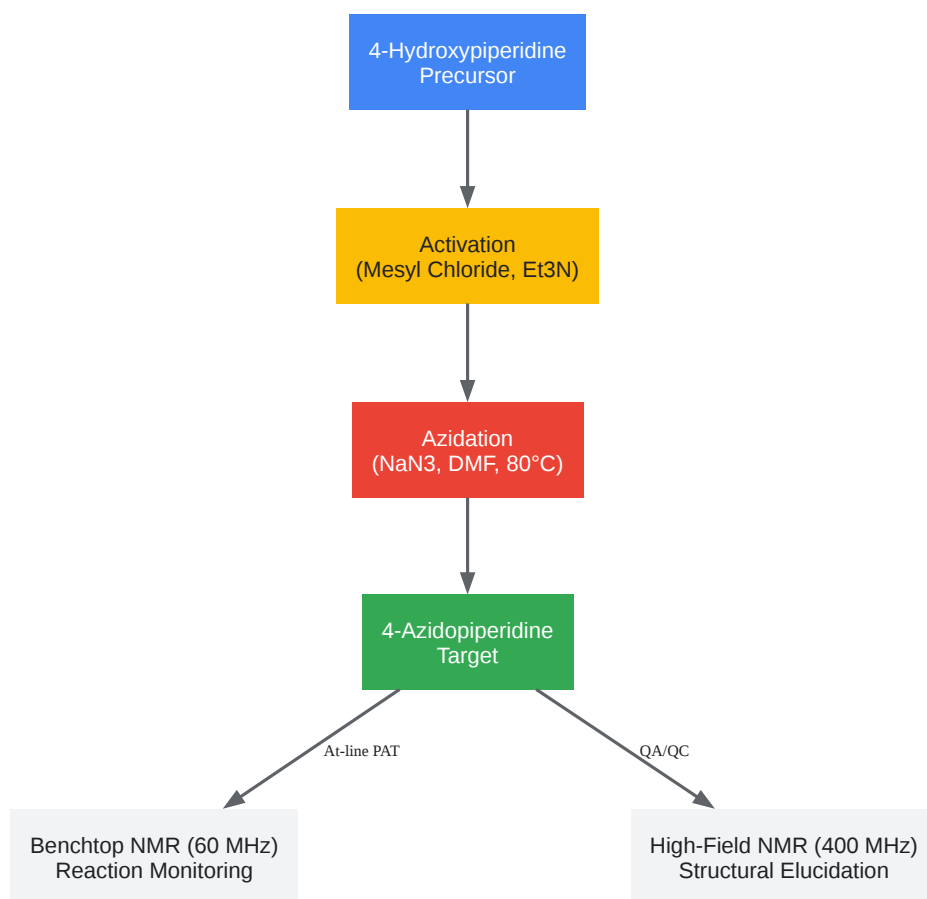 4-Hydroxypiperidine
Precursor
Activation
(Mesyl Chloride, Et3N)
Azidation
(NaN3, DMF, 80°C)
4-Azidopiperidine
Target
At-line PAT
QA/QC
Benchtop NMR (60 MHz)
Reaction Monitoring
High-Field NMR (400 MHz)
Structural Elucidation